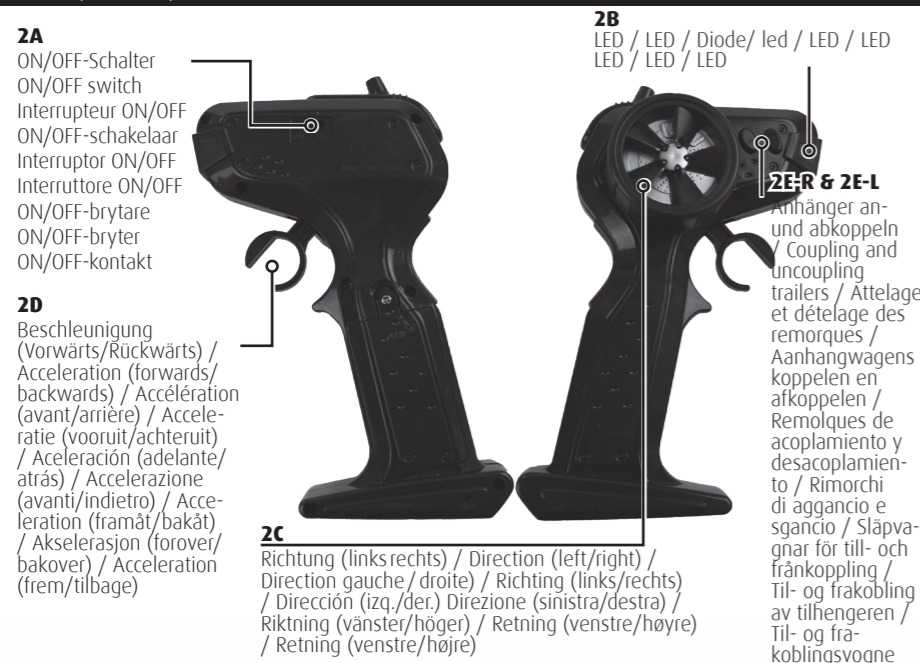 2A
ON/OFF-Schalter
ON/OFF switch
Interrupteur ON/OFF
ON/OFF-schakelaar
Interruptor ON/OFF
Interruttore ON/OFF
ON/OFF-brytare
ON/OFF-bryter
ON/OFF-kontakt
2D
Beschleunigung
(Vorwärts/Rückwärts) /
Acceleration (forwards/
backwards) / Accélération
(avant/arrière) / Accele-
ratie (vooruit/achteruit)
/ Aceleración (adelante/
atrás) / Accelerazione
(avanti/indietro) / Acce-
leration (framåt/bakåt)
/ Akselerasjon (forover/
bakover) / Acceleration
(frem/tilbage)
2B
LED / LED / Diode/ led / LED / LED
LED / LED / LED
2E-R & 2E-L
Anhänger an-
und abkoppeln
/ Coupling and
uncoupling
trailers / Attelage
et dételage des
remorques /
Aanhangwagens
koppelen en
afkoppelen /
Remolques de
acoplamiento y
desacoplamien-
to / Rimorchi
di aggancio e
sgancio / Släpva-
gnar för till- och
frånkoppling /
Til- og frakobling
av tilhengeren /
Til- og fra-
koblingsvogne
2C
Richtung (links rechts) / Direction (left/right) /
Direction gauche / droite) / Richting (links/rechts)
/ Dirección (izq./der.) Direzione (sinistra/destra) /
Riktning (vänster/höger) / Retning (venstre/høyre)
/ Retning (venstre/højre)